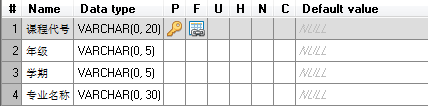 # Name Data type P F U H N C Default value
1 课程代号 VARCHAR(0, 20) NULL
2 年级 VARCHAR(0, 5) NULL
3 学期 VARCHAR(0, 5) NULL
4 专业名称 VARCHAR(0, 30) NULL